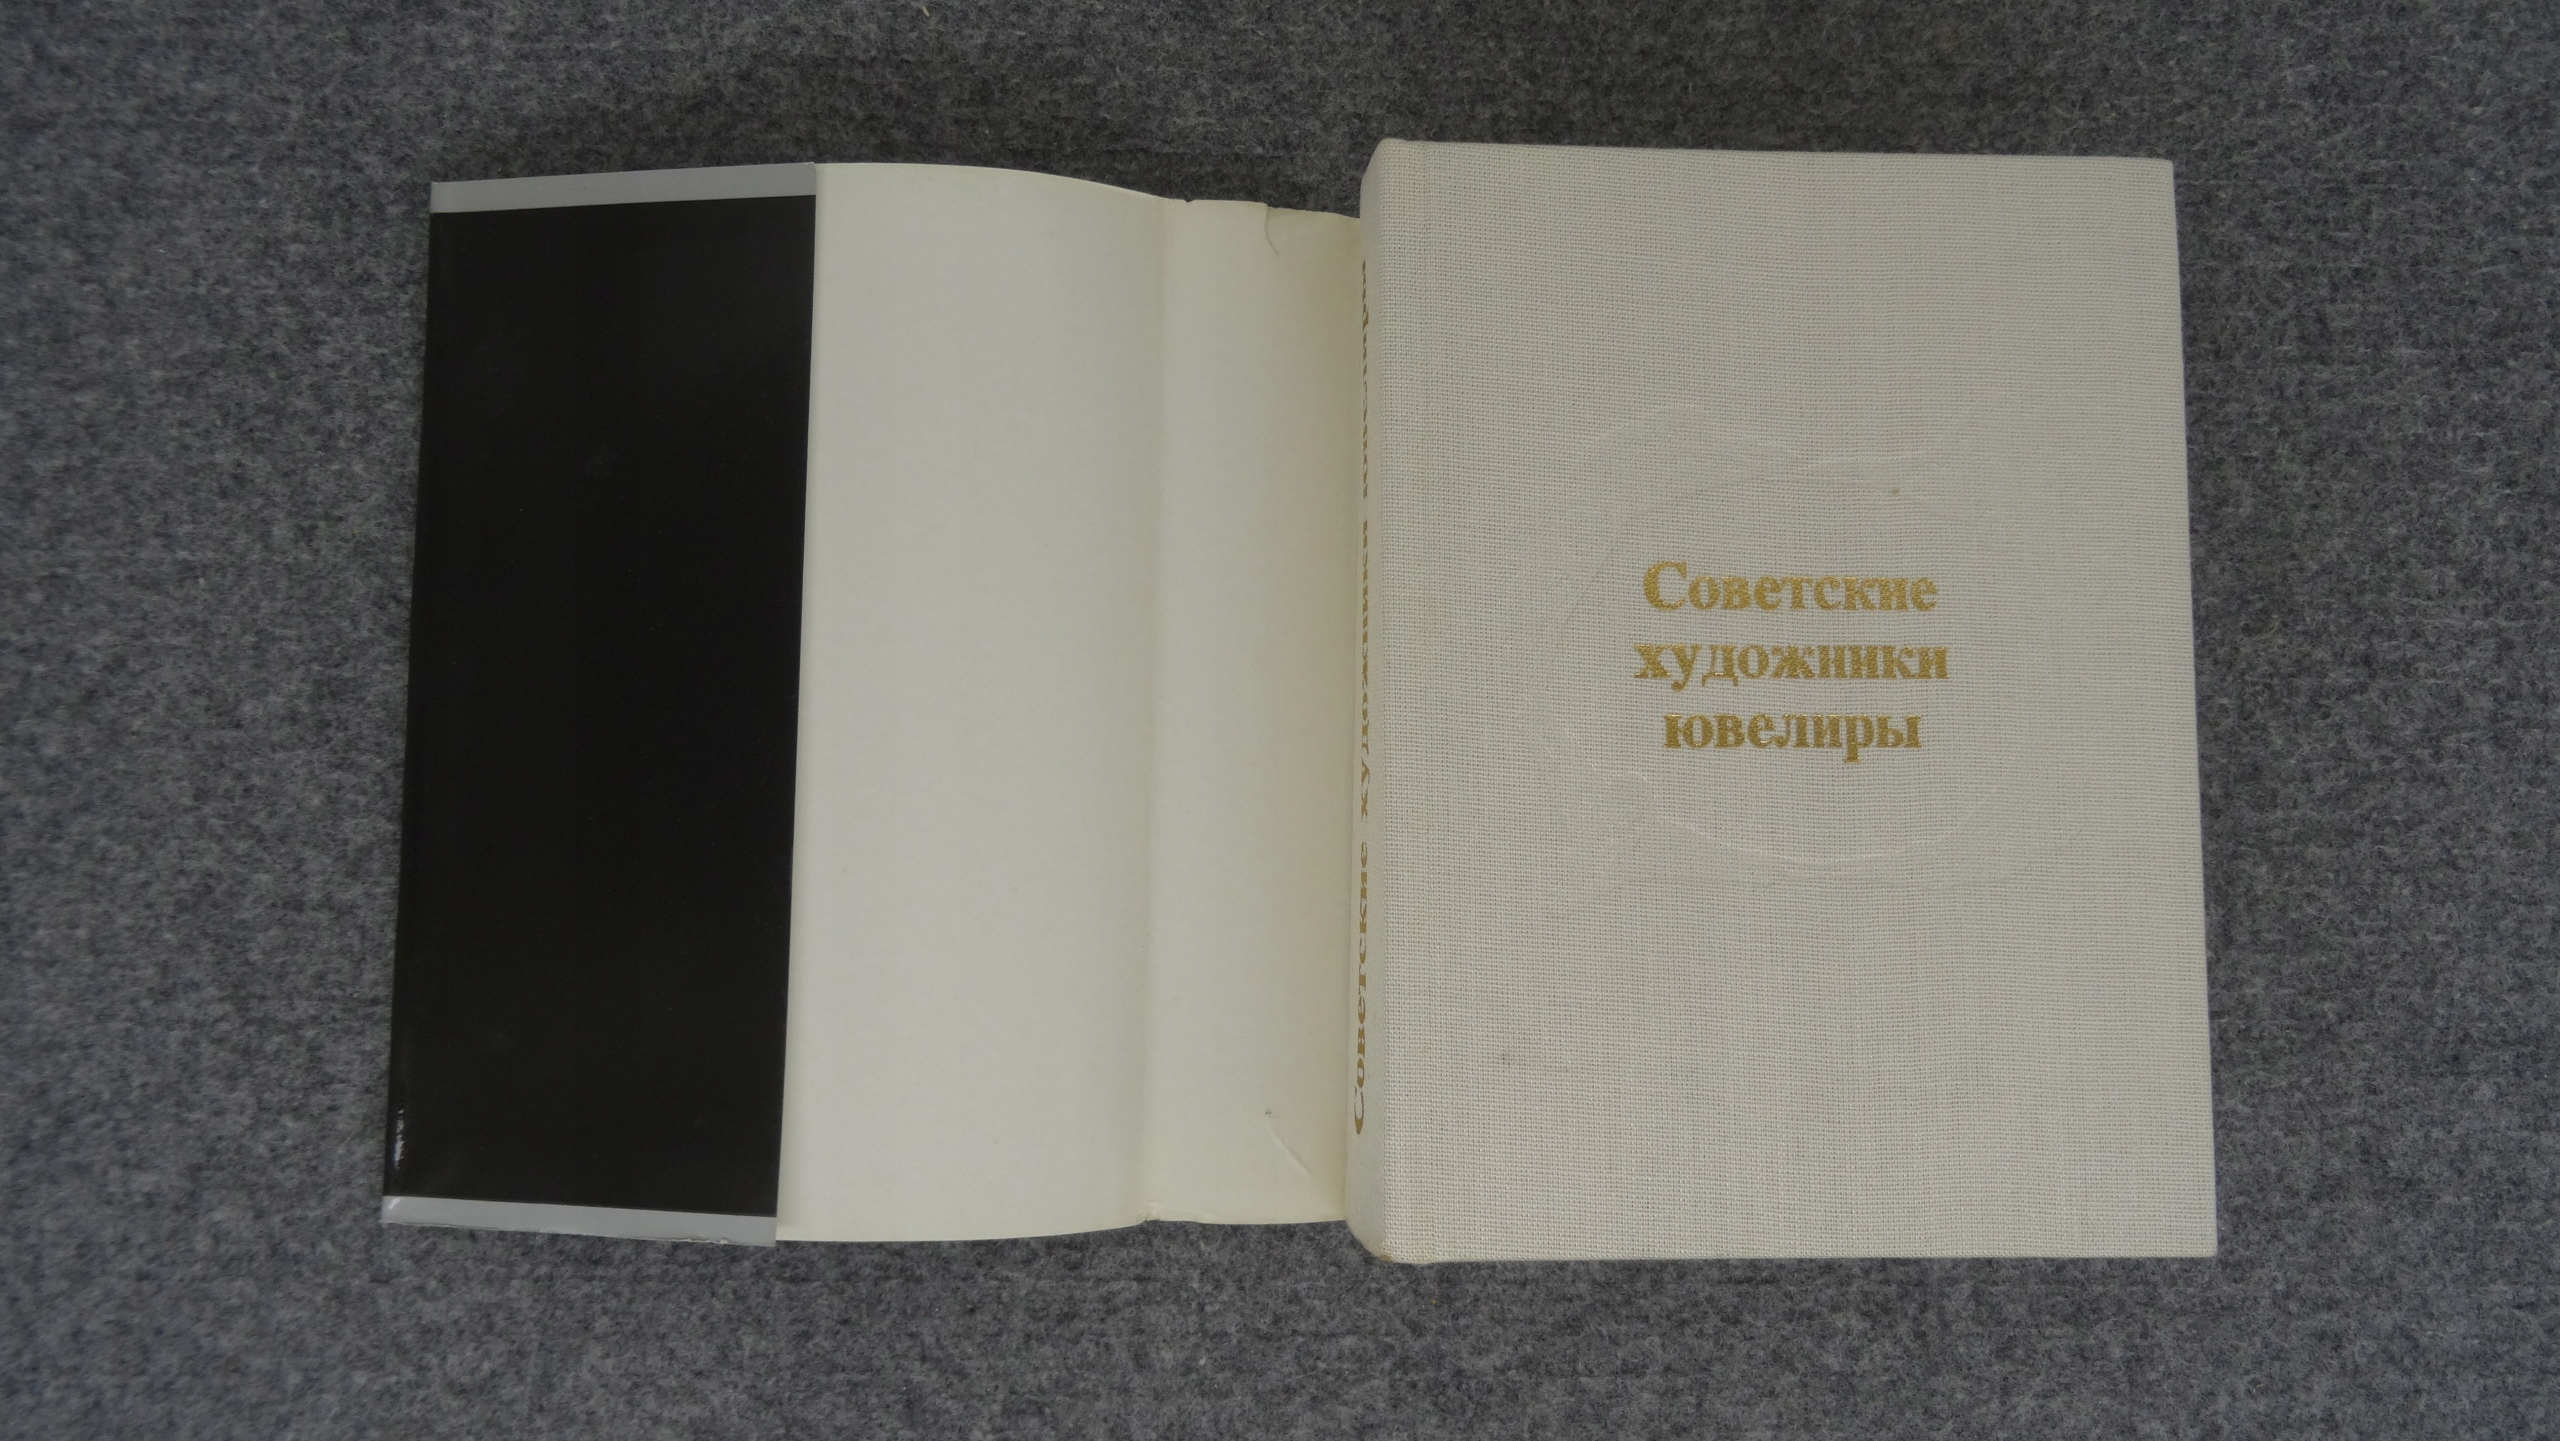 Советские
художники
ювелиры
Советские художники ювелиры